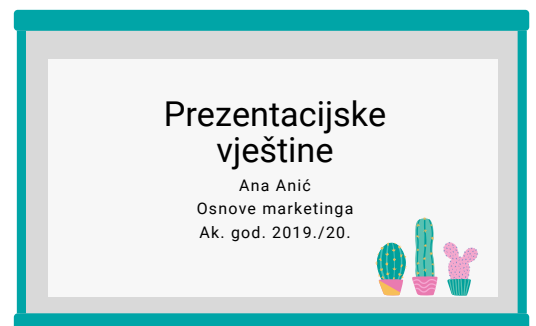 Prezentacijske
vještine
Ana Anić
Osnove marketinga
Ak. god. 2019./20.